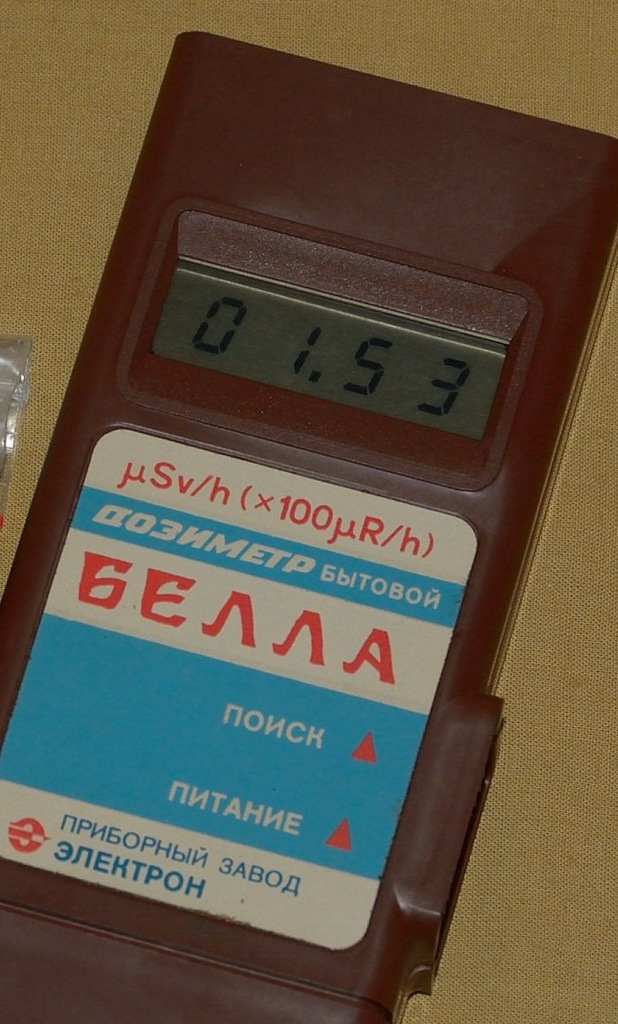 01.53
µSv/h (×100µR/h)
ДОЗИМЕТР БЫТОВОЙ
БЕЛЛА
ПОИСК
ПИТАНИЕ
ПРИБОРНЫЙ ЗАВОД
ЭЛЕКТРОН